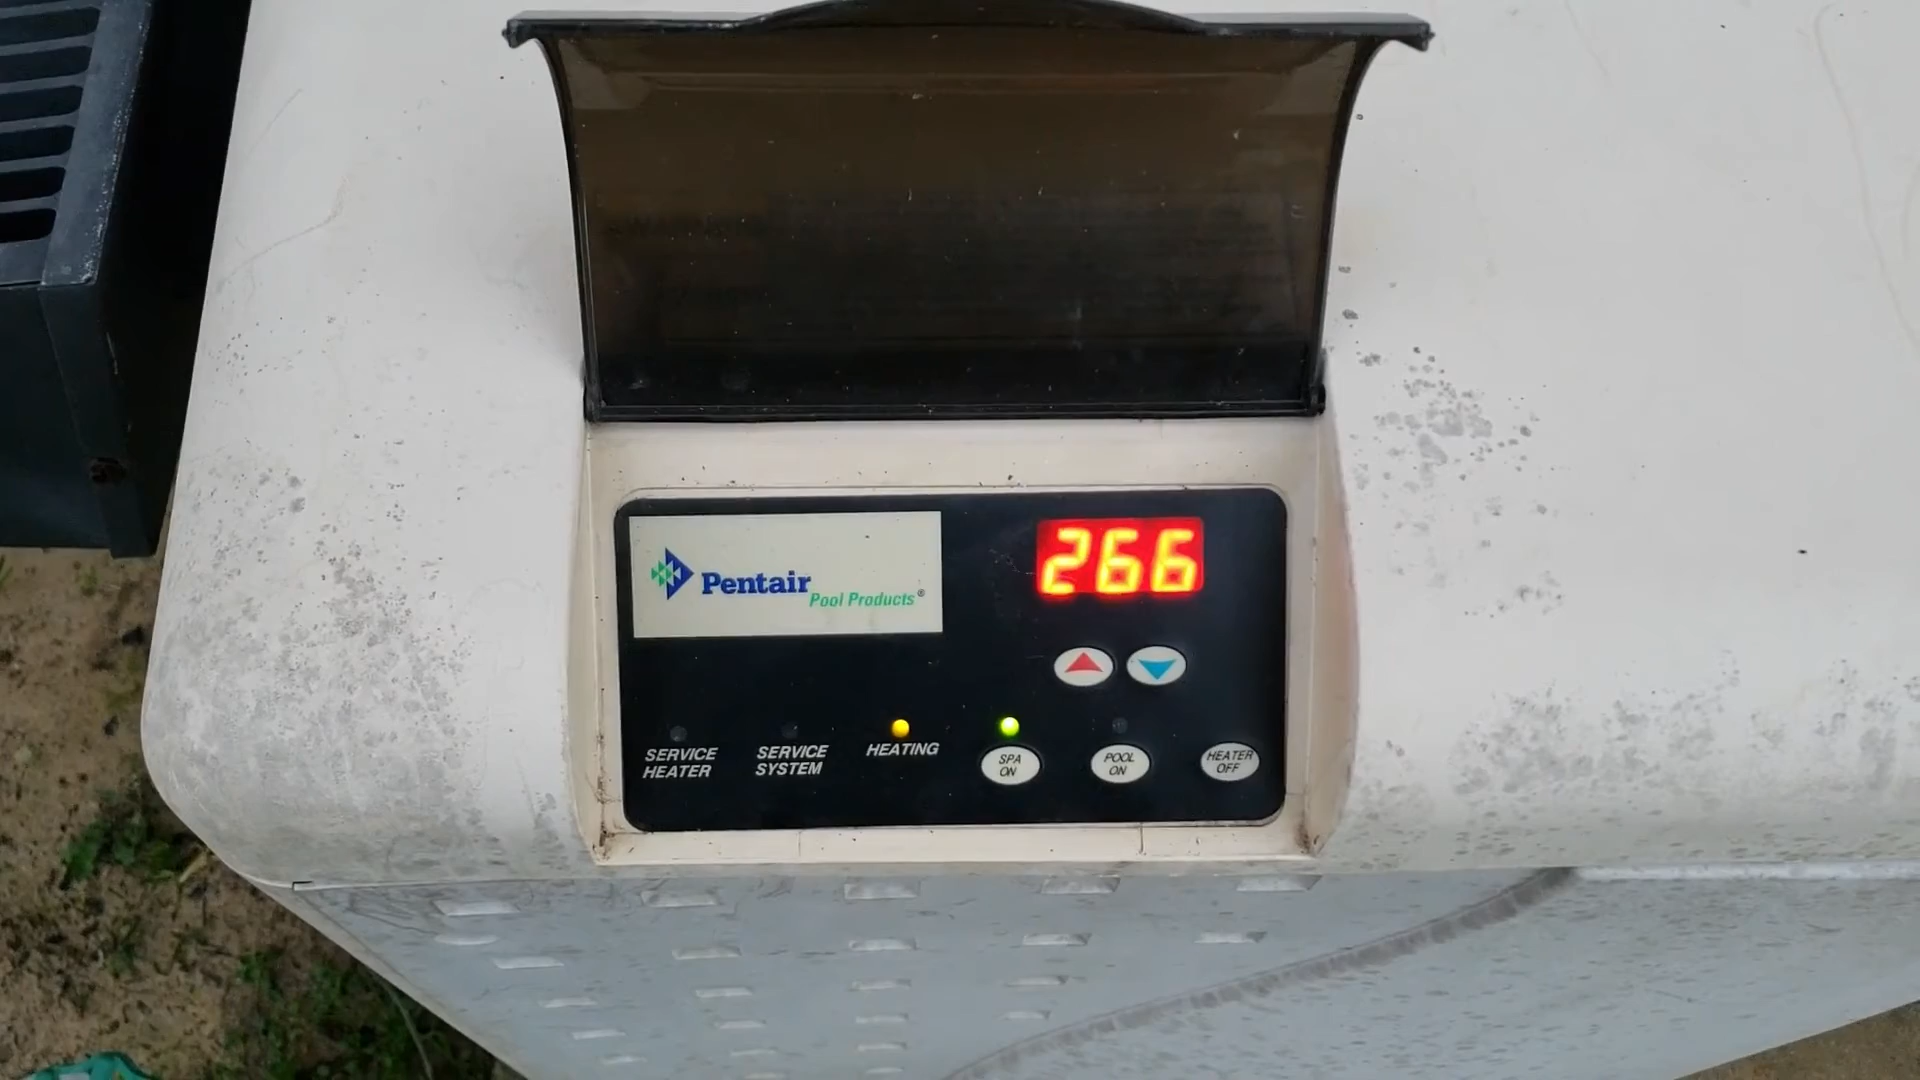 Pentair
Pool Products®
266
SERVICE
HEATER
SERVICE
SYSTEM
HEATING
SPA
ON
POOL
ON
HEATER
OFF